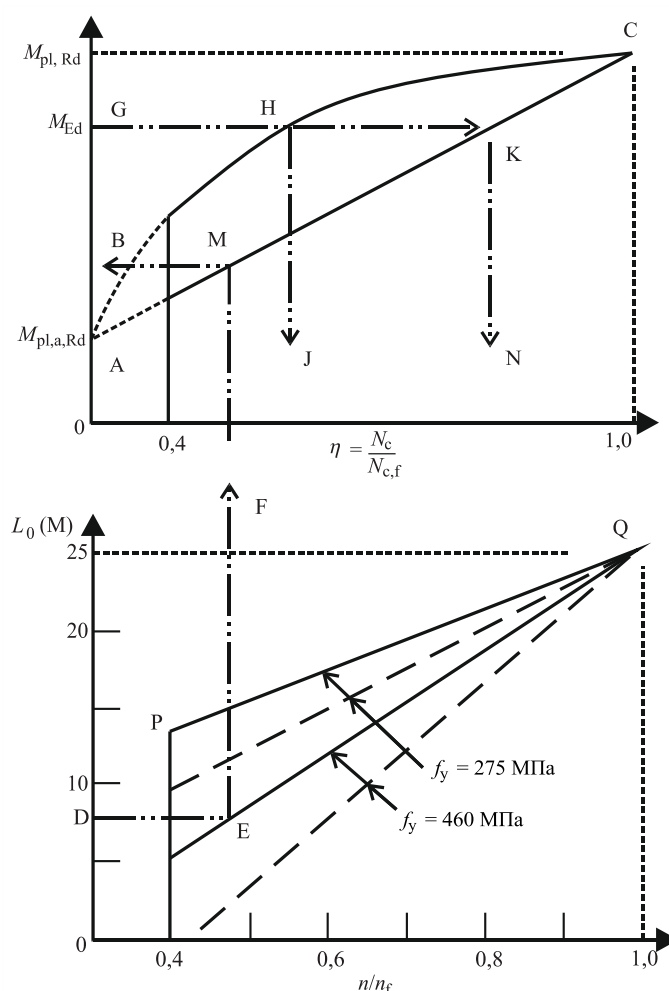 C
M_pl, Rd
M_Ed
G
H
K
B
M
M_pl,a,Rd
A
J
N
0
0,4
η = N_c / N_c,f
1,0
F
L_0 (M)
Q
25
20
P
10
f_y = 275 МПа
D
f_y = 460 МПа
E
0
0,4
0,6
0,8
1,0
n/n_f